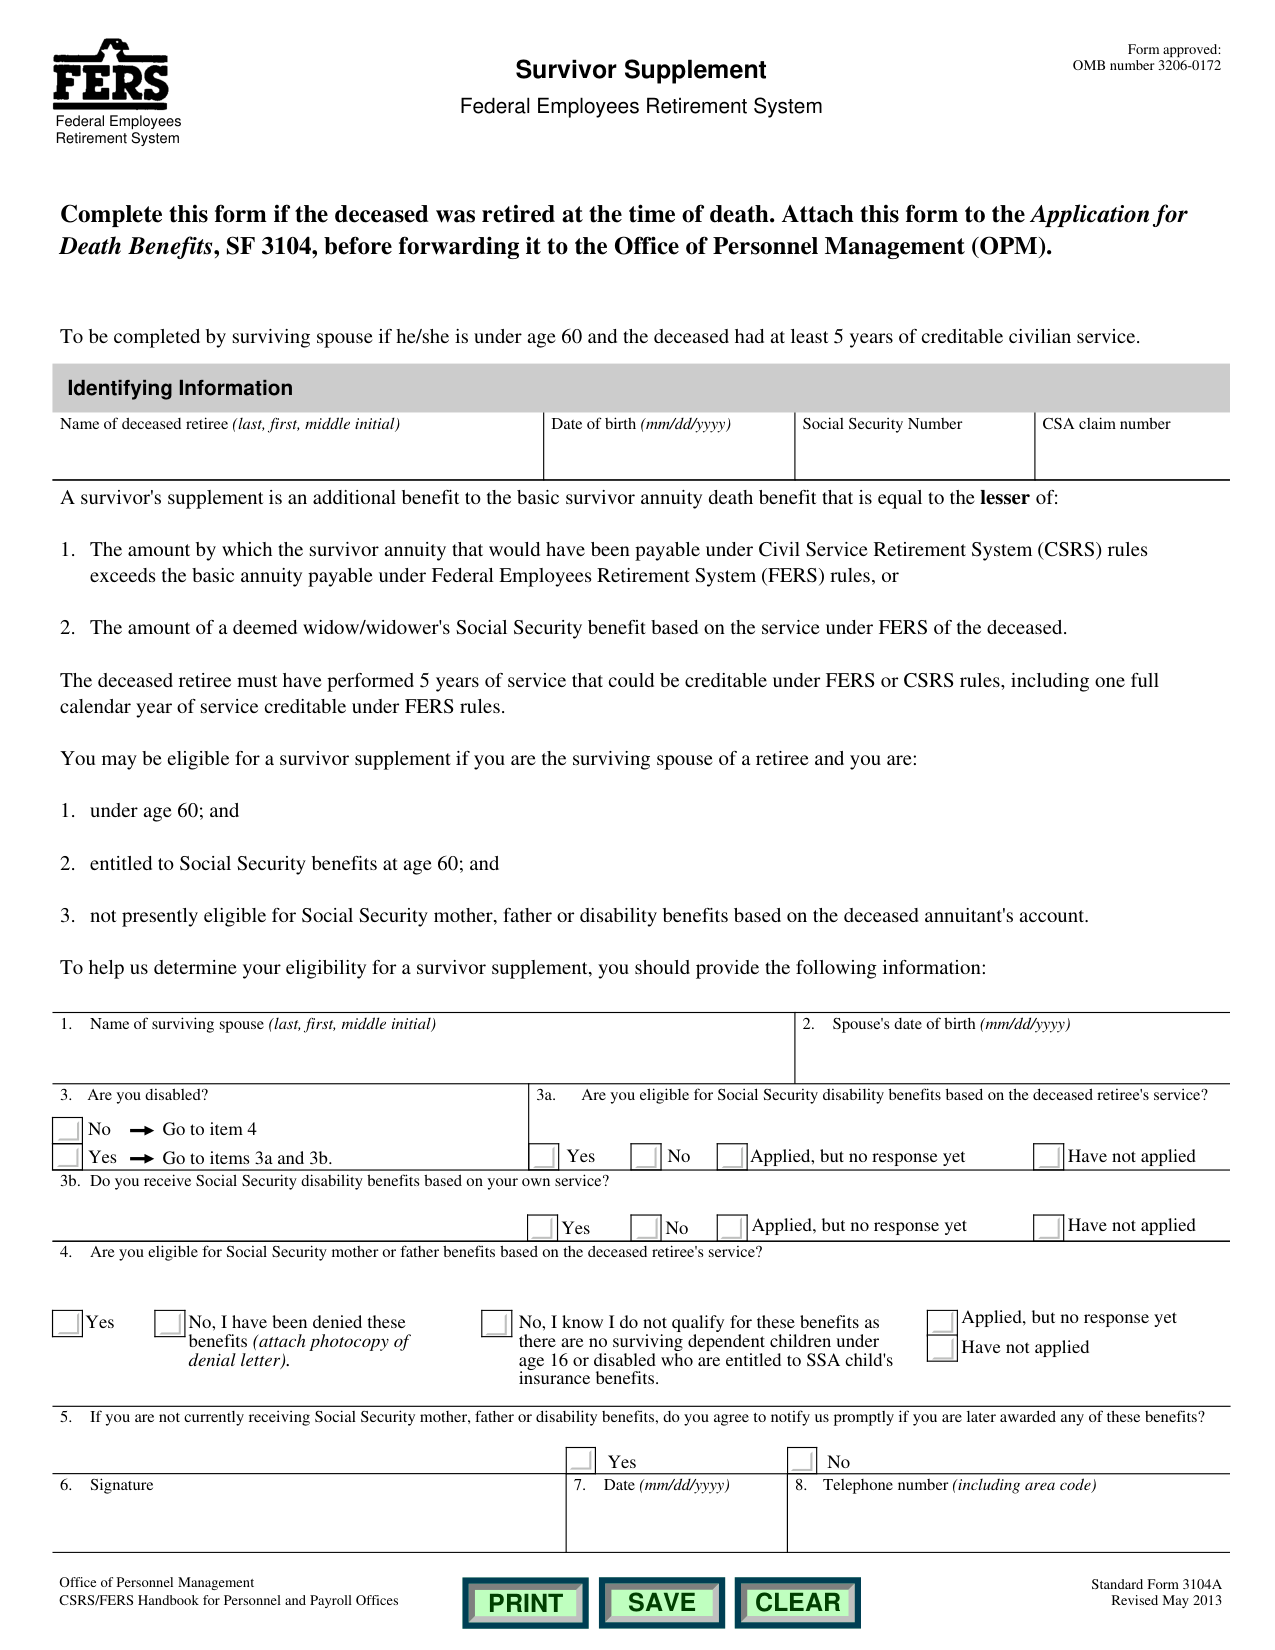 FERS
Federal Employees
Retirement System
Survivor Supplement
Federal Employees Retirement System
Form approved:
OMB number 3206-0172
Complete this form if the deceased was retired at the time of death. Attach this form to the Application for
Death Benefits, SF 3104, before forwarding it to the Office of Personnel Management (OPM).
To be completed by surviving spouse if he/she is under age 60 and the deceased had at least 5 years of creditable civilian service.
Identifying Information
Name of deceased retiree (last, first, middle initial)
Date of birth (mm/dd/yyyy)
Social Security Number
CSA claim number
A survivor's supplement is an additional benefit to the basic survivor annuity death benefit that is equal to the lesser of:
1. The amount by which the survivor annuity that would have been payable under Civil Service Retirement System (CSRS) rules
exceeds the basic annuity payable under Federal Employees Retirement System (FERS) rules, or
2. The amount of a deemed widow/widower's Social Security benefit based on the service under FERS of the deceased.
The deceased retiree must have performed 5 years of service that could be creditable under FERS or CSRS rules, including one full
calendar year of service creditable under FERS rules.
You may be eligible for a survivor supplement if you are the surviving spouse of a retiree and you are:
1. under age 60; and
2. entitled to Social Security benefits at age 60; and
3. not presently eligible for Social Security mother, father or disability benefits based on the deceased annuitant's account.
To help us determine your eligibility for a survivor supplement, you should provide the following information:
1. Name of surviving spouse (last, first, middle initial)
2. Spouse's date of birth (mm/dd/yyyy)
3. Are you disabled?
No → Go to item 4
Yes → Go to items 3a and 3b.
3a. Are you eligible for Social Security disability benefits based on the deceased retiree's service?
Yes No Applied, but no response yet Have not applied
3b. Do you receive Social Security disability benefits based on your own service?
Yes No Applied, but no response yet Have not applied
4. Are you eligible for Social Security mother or father benefits based on the deceased retiree's service?
Yes
No, I have been denied these
benefits (attach photocopy of
denial letter).
No, I know I do not qualify for these benefits as
there are no surviving dependent children under
age 16 or disabled who are entitled to SSA child's
insurance benefits.
Applied, but no response yet
Have not applied
5. If you are not currently receiving Social Security mother, father or disability benefits, do you agree to notify us promptly if you are later awarded any of these benefits?
Yes No
6. Signature
7. Date (mm/dd/yyyy)
8. Telephone number (including area code)
Office of Personnel Management
CSRS/FERS Handbook for Personnel and Payroll Offices
PRINT SAVE CLEAR
Standard Form 3104A
Revised May 2013